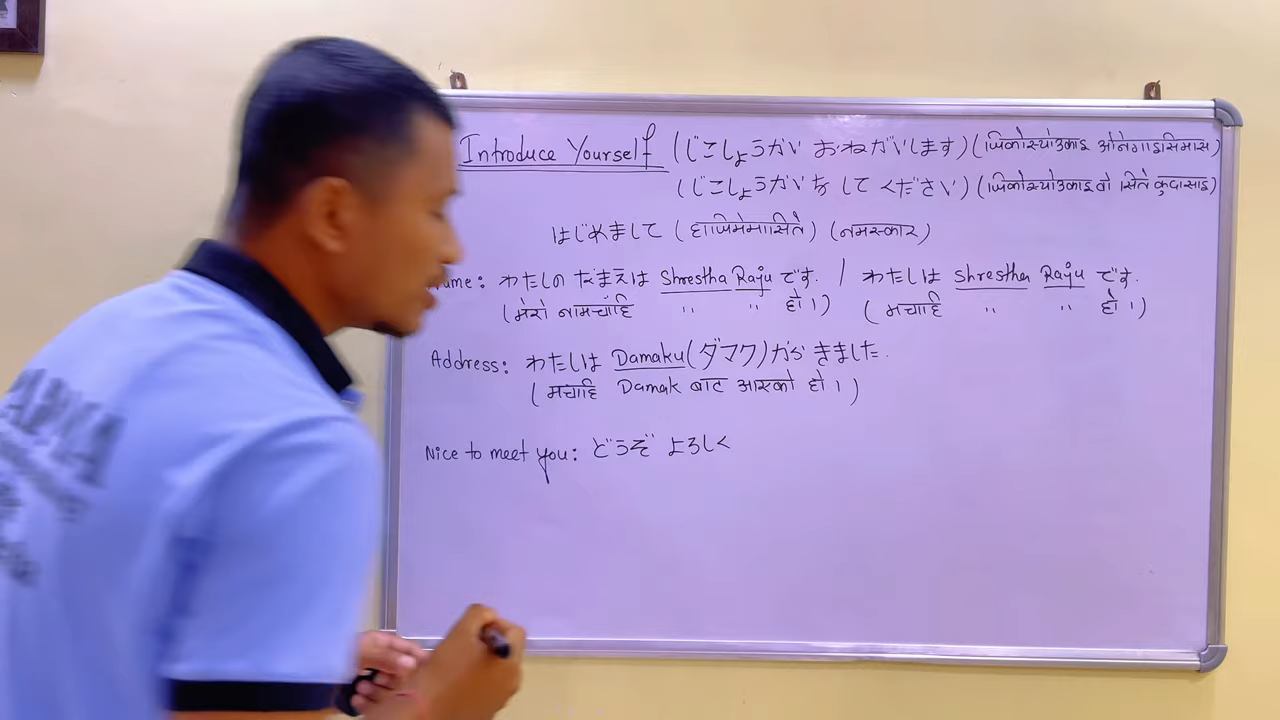 Introduce Yourself (じこしょうかい おねがいします) (जिकोस्योउकाइ ओनेगाइसिमास)
(じこしょうかいを してください) (जिकोस्योउकाइ वो सिते कुदासाइ)
はじめまして (हाजिमेमासिते) (नमस्कार)
わたしの なまえは Shrestha Raju です. / わたしは Shrestha Raju です.
(मेरो नामचाहिं " " हो।) (मचाहिं " " हो।)
Address: わたしは Damaku (ダマク) から きました.
(मचाहिं Damak बाट आएको हो।)
Nice to meet you: どうぞ よろしく